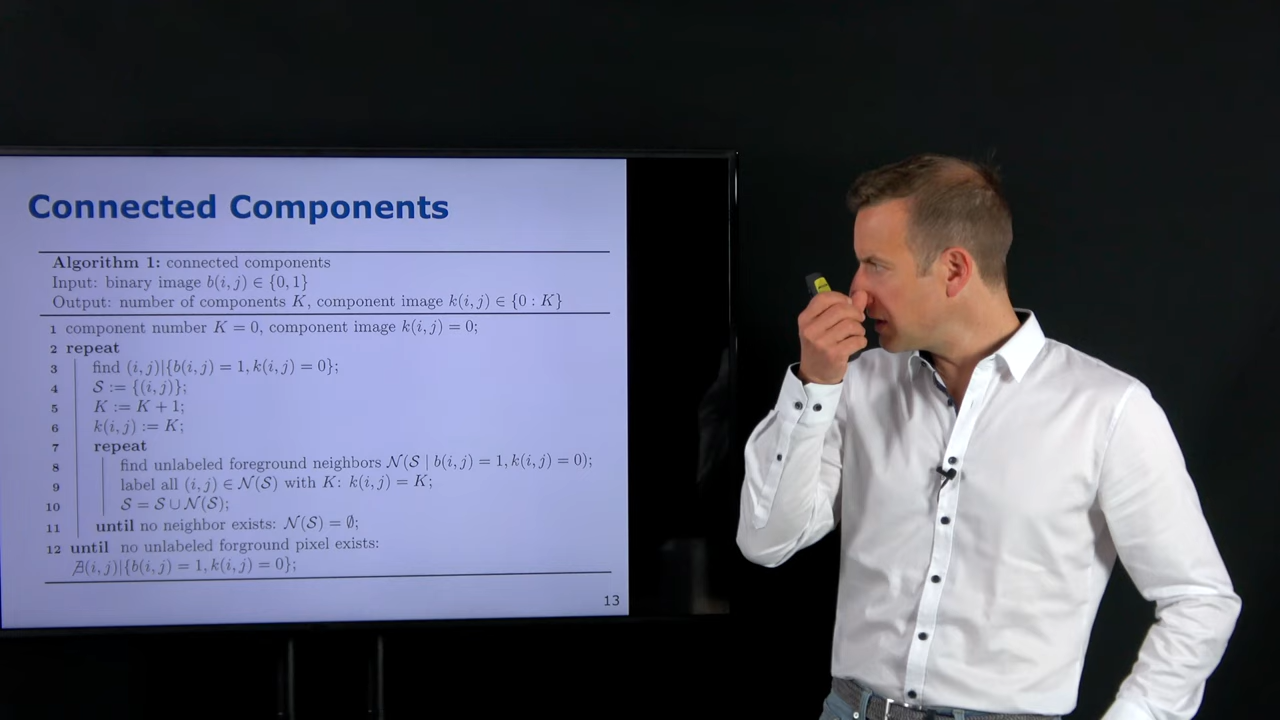 Connected Components
Algorithm 1: connected components
Input: binary image b(i, j) ∈ {0, 1}
Output: number of components K, component image k(i, j) ∈ {0 : K}
1 component number K = 0, component image k(i, j) = 0;
2 repeat
3 find (i, j)|{b(i, j) = 1, k(i, j) = 0};
4 S := {(i, j)};
5 K := K + 1;
6 k(i, j) := K;
7 repeat
8 find unlabeled foreground neighbors N(S | b(i, j) = 1, k(i, j) = 0);
9 label all (i, j) ∈ N(S) with K: k(i, j) = K;
10 S = S ∪ N(S);
11 until no neighbor exists: N(S) = ∅;
12 until no unlabeled forground pixel exists:
∄(i, j)|{b(i, j) = 1, k(i, j) = 0};
13